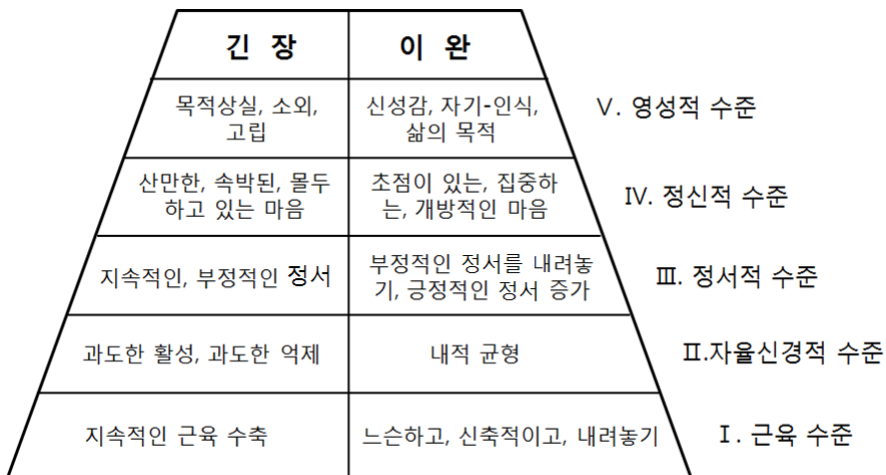 긴 장
이 완
목적상실, 소외,
고립
신성감, 자기-인식,
삶의 목적
Ⅴ. 영성적 수준
산만한, 속박된, 몰두
하고 있는 마음
초점이 있는, 집중하
는, 개방적인 마음
Ⅳ. 정신적 수준
지속적인, 부정적인 정서
부정적인 정서를 내려놓
기, 긍정적인 정서 증가
Ⅲ. 정서적 수준
과도한 활성, 과도한 억제
내적 균형
Ⅱ.자율신경적 수준
지속적인 근육 수축
느슨하고, 신축적이고, 내려놓기
Ⅰ. 근육 수준